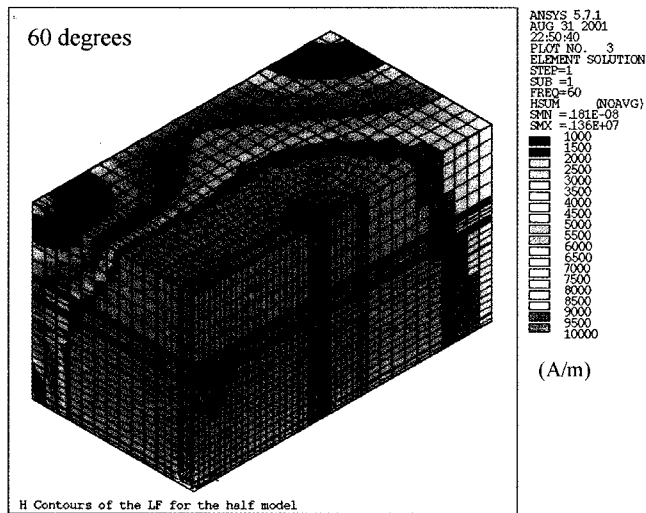 60 degrees
ANSYS 5.7.1
AUG 31 2001
22:50:40
PLOT NO. 3
ELEMENT SOLUTION
STEP=1
SUB =1
FREQ=60
HSUM (NOAVG)
SMN =.181E-08
SMX =.136E+07
1000
1500
2000
2500
3000
3500
4000
4500
5000
5500
6000
6500
7000
7500
8000
8500
9000
9500
10000
(A/m)
H Contours of the LF for the half model